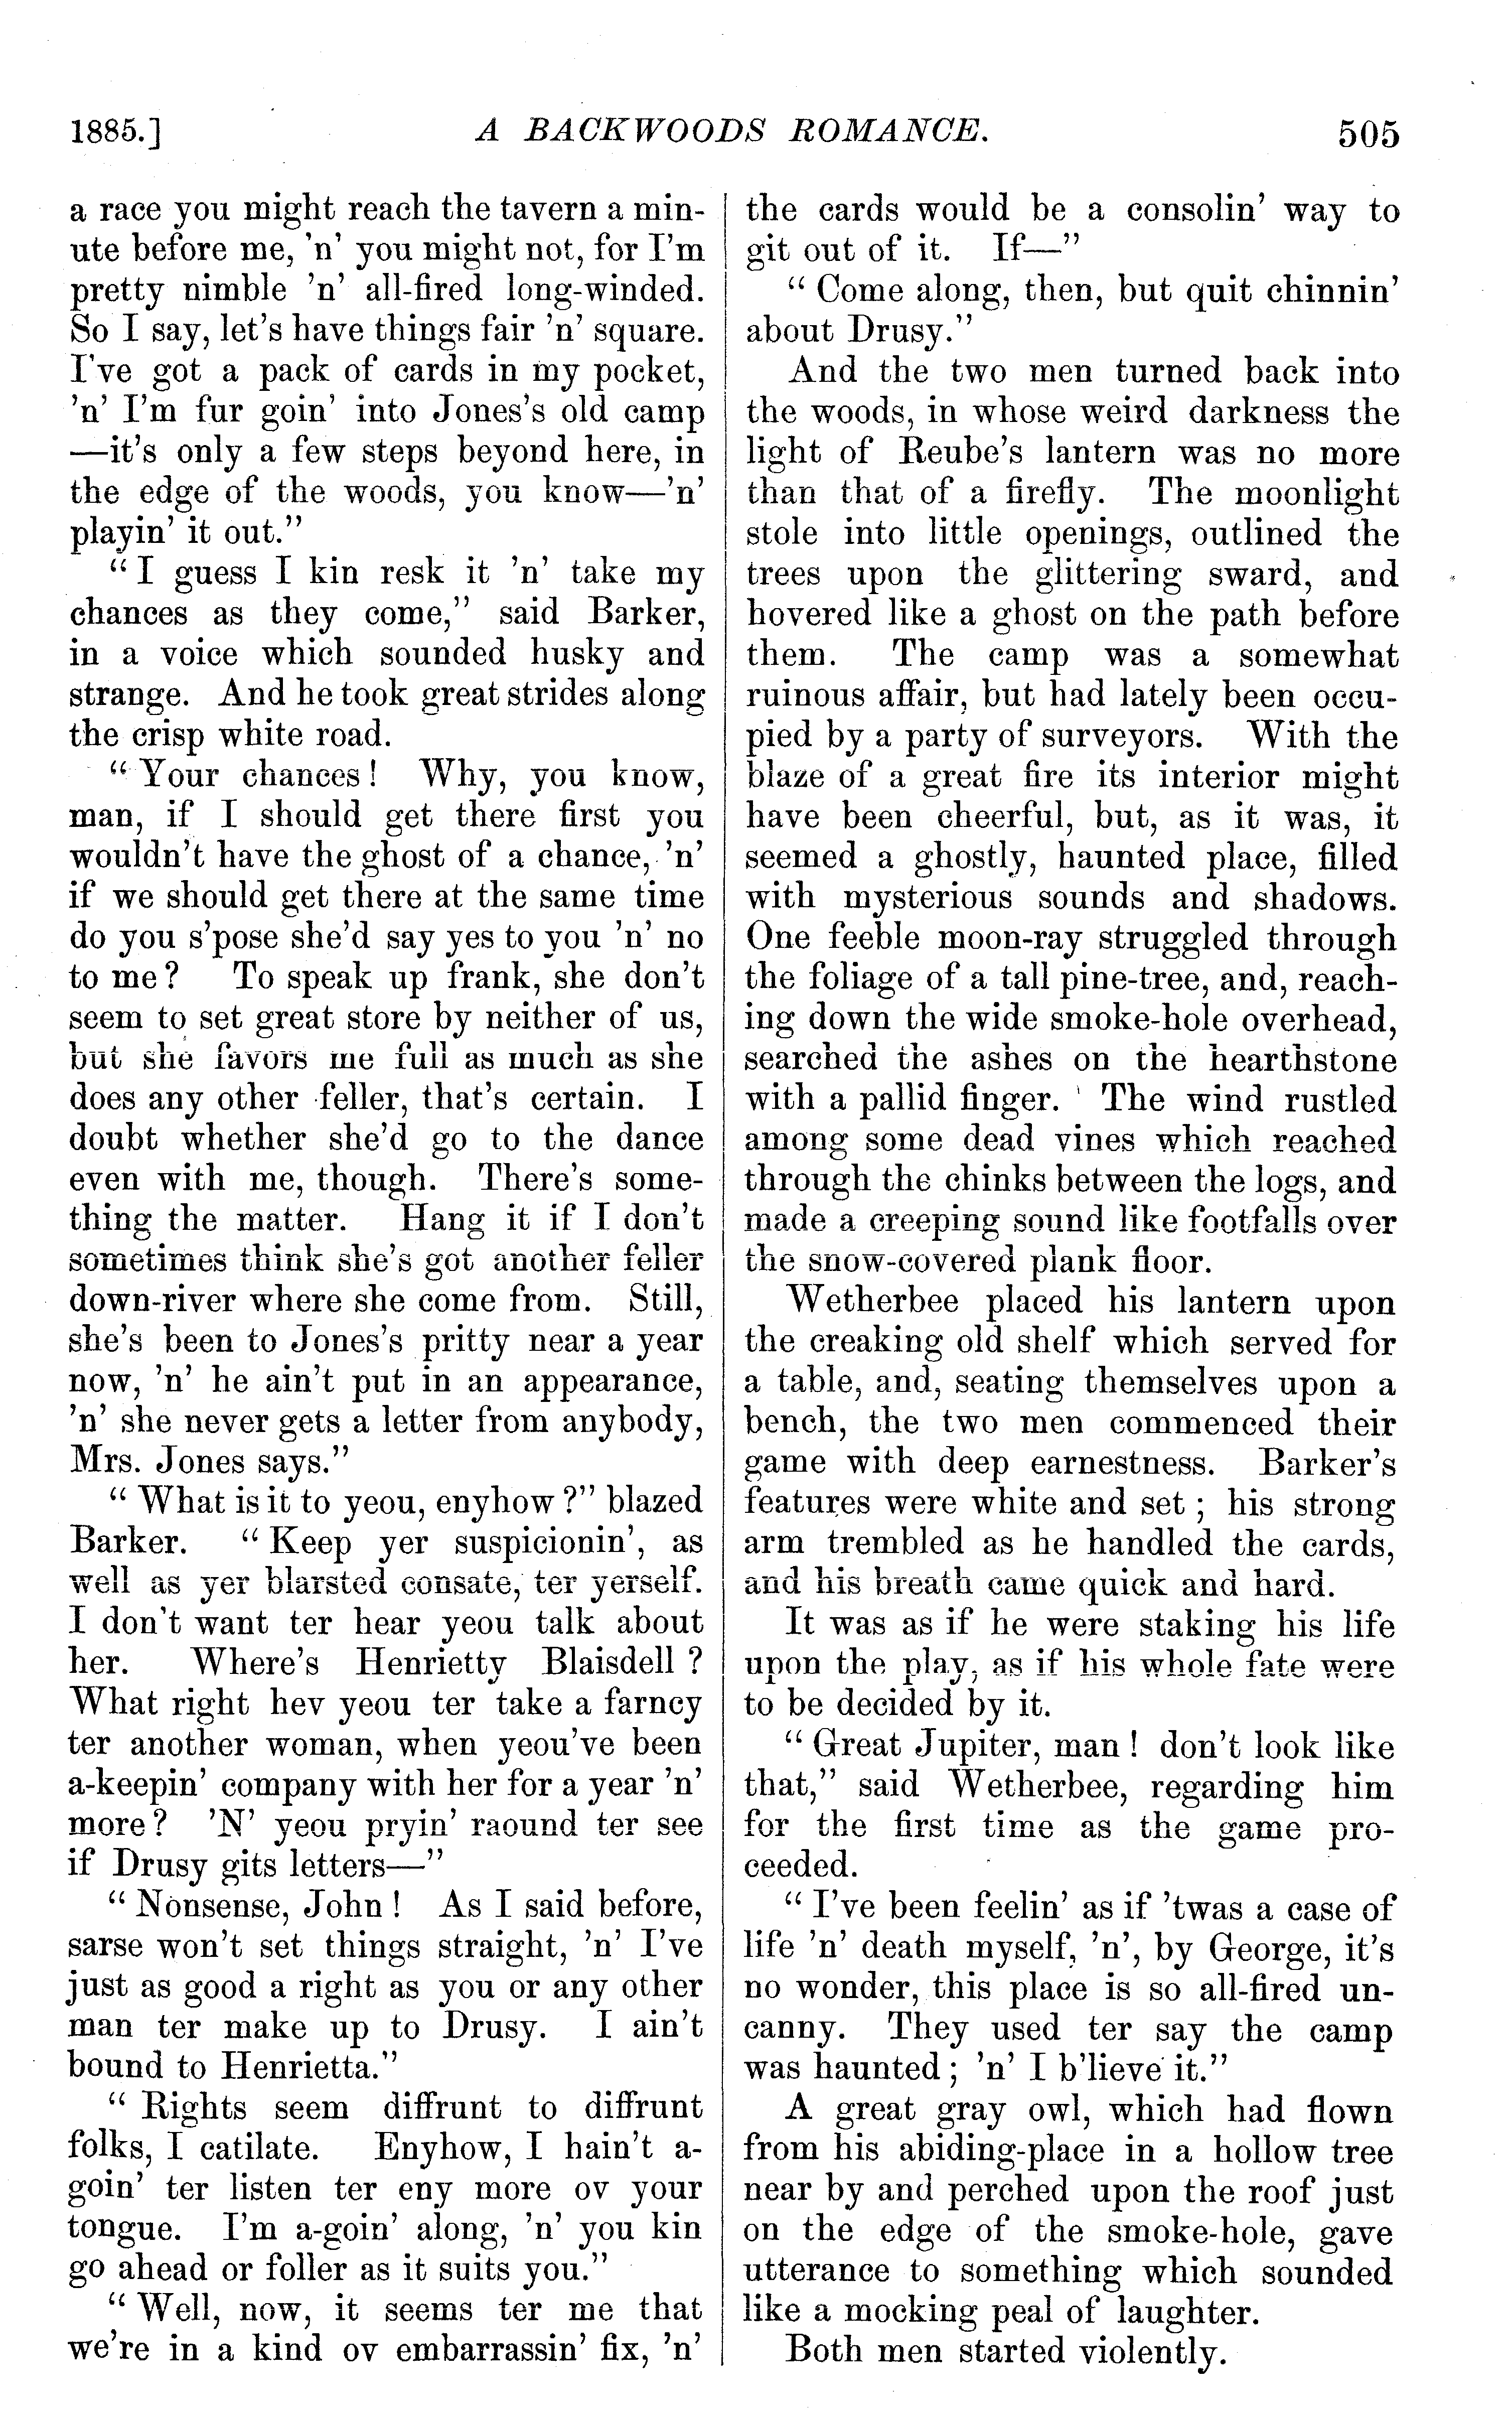 1885.] A BACKWOODS ROMANCE. 505
a race you might reach the tavern a min-
ute before me, 'n' you might not, for I'm
pretty nimble 'n' all-fired long-winded.
So I say, let's have things fair 'n' square.
I've got a pack of cards in my pocket,
'n' I'm fur goin' into Jones's old camp
—it's only a few steps beyond here, in
the edge of the woods, you know—'n'
playin' it out."
"I guess I kin resk it 'n' take my
chances as they come," said Barker,
in a voice which sounded husky and
strange. And he took great strides along
the crisp white road.
"Your chances! Why, you know,
man, if I should get there first you
wouldn't have the ghost of a chance, 'n'
if we should get there at the same time
do you s'pose she'd say yes to you 'n' no
to me? To speak up frank, she don't
seem to set great store by neither of us,
but she favors me full as much as she
does any other feller, that's certain. I
doubt whether she'd go to the dance
even with me, though. There's some-
thing the matter. Hang it if I don't
sometimes think she's got another feller
down-river where she come from. Still,
she's been to Jones's pritty near a year
now, 'n' he ain't put in an appearance,
'n' she never gets a letter from anybody,
Mrs. Jones says."
"What is it to yeou, enyhow?" blazed
Barker. "Keep yer suspicionin', as
well as yer blarsted consate, ter yerself.
I don't want ter hear yeou talk about
her. Where's Henrietty Blaisdell?
What right hev yeou ter take a farncy
ter another woman, when yeou've been
a-keepin' company with her for a year 'n'
more? 'N' yeou pryin' raound ter see
if Drusy gits letters—"
"Nonsense, John! As I said before,
sarse won't set things straight, 'n' I've
just as good a right as you or any other
man ter make up to Drusy. I ain't
bound to Henrietta."
"Rights seem diffrunt to diffrunt
folks, I catilate. Enyhow, I hain't a-
goin' ter listen ter eny more ov your
tongue. I'm a-goin' along, 'n' you kin
go ahead or foller as it suits you."
"Well, now, it seems ter me that
we're in a kind ov embarrassin' fix, 'n'
the cards would be a consolin' way to
git out of it. If—"
"Come along, then, but quit chinnin'
about Drusy."
And the two men turned back into
the woods, in whose weird darkness the
light of Reube's lantern was no more
than that of a firefly. The moonlight
stole into little openings, outlined the
trees upon the glittering sward, and
hovered like a ghost on the path before
them. The camp was a somewhat
ruinous affair, but had lately been occu-
pied by a party of surveyors. With the
blaze of a great fire its interior might
have been cheerful, but, as it was, it
seemed a ghostly, haunted place, filled
with mysterious sounds and shadows.
One feeble moon-ray struggled through
the foliage of a tall pine-tree, and, reach-
ing down the wide smoke-hole overhead,
searched the ashes on the hearthstone
with a pallid finger. The wind rustled
among some dead vines which reached
through the chinks between the logs, and
made a creeping sound like footfalls over
the snow-covered plank floor.
Wetherbee placed his lantern upon
the creaking old shelf which served for
a table, and, seating themselves upon a
bench, the two men commenced their
game with deep earnestness. Barker's
features were white and set; his strong
arm trembled as he handled the cards,
and his breath came quick and hard.
It was as if he were staking his life
upon the play, as if his whole fate were
to be decided by it.
"Great Jupiter, man! don't look like
that," said Wetherbee, regarding him
for the first time as the game pro-
ceeded.
"I've been feelin' as if 'twas a case of
life 'n' death myself, 'n', by George, it's
no wonder, this place is so all-fired un-
canny. They used ter say the camp
was haunted; 'n' I b'lieve it."
A great gray owl, which had flown
from his abiding-place in a hollow tree
near by and perched upon the roof just
on the edge of the smoke-hole, gave
utterance to something which sounded
like a mocking peal of laughter.
Both men started violently.